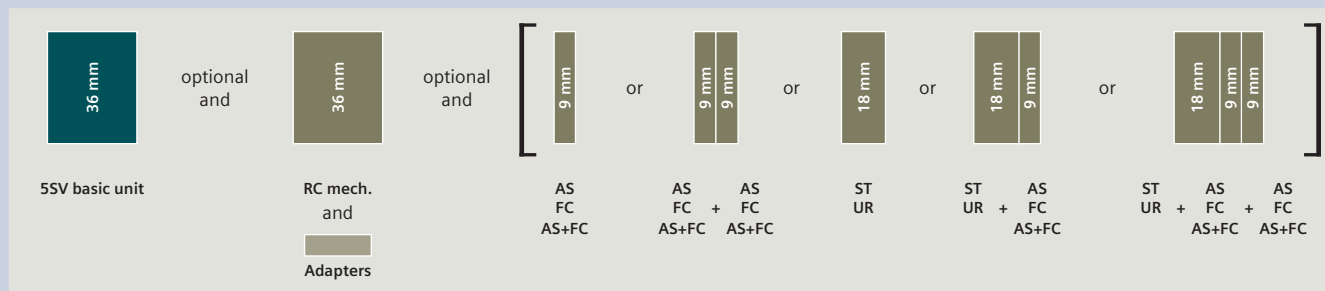 36 mm
optional
and
36 mm
optional
and
9 mm
or
9 mm
9 mm
or
18 mm
or
18 mm
9 mm
or
18 mm
9 mm
9 mm
5SV basic unit
RC mech.
and
Adapters
AS
FC
AS+FC
AS AS
FC + FC
AS+FC AS+FC
ST
UR
ST AS
UR + FC
AS+FC
ST AS AS
UR + FC + FC
AS+FC AS+FC